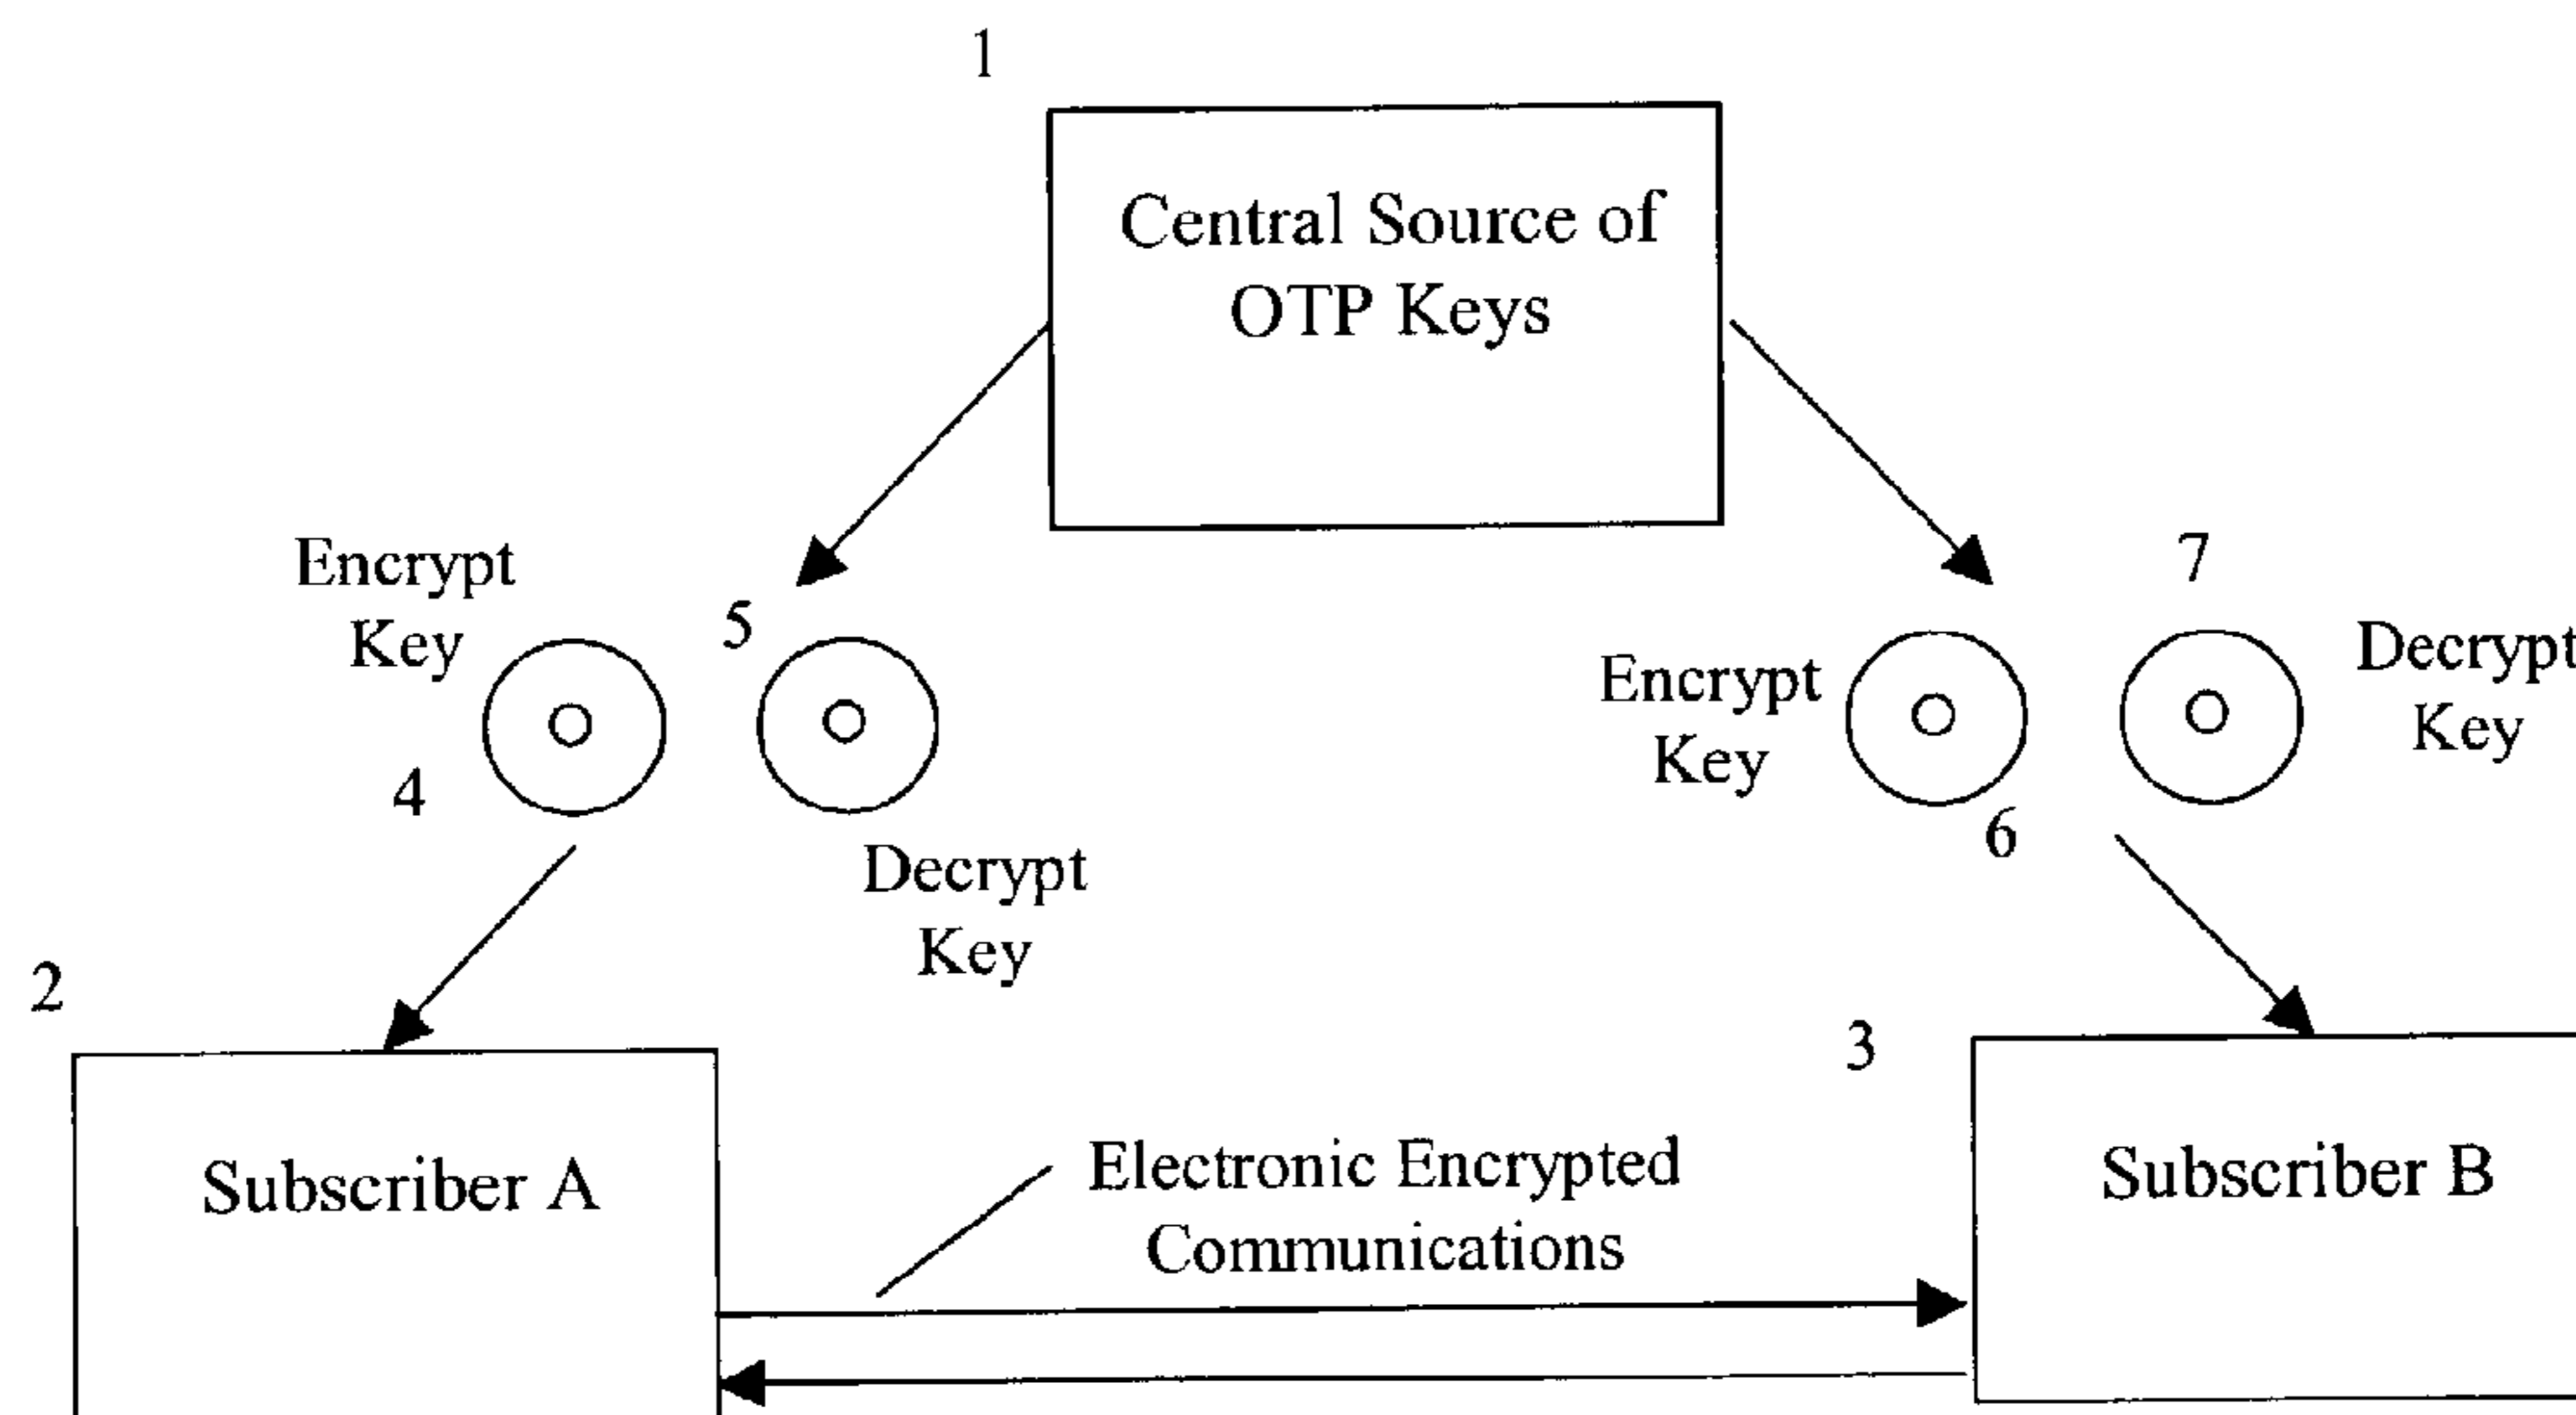 1
Central Source of
OTP Keys
Encrypt
Key
5
4
Decrypt
Key
7
Encrypt
Key
6
Decrypt
Key
2
Subscriber A
3
Subscriber B
Electronic Encrypted
Communications